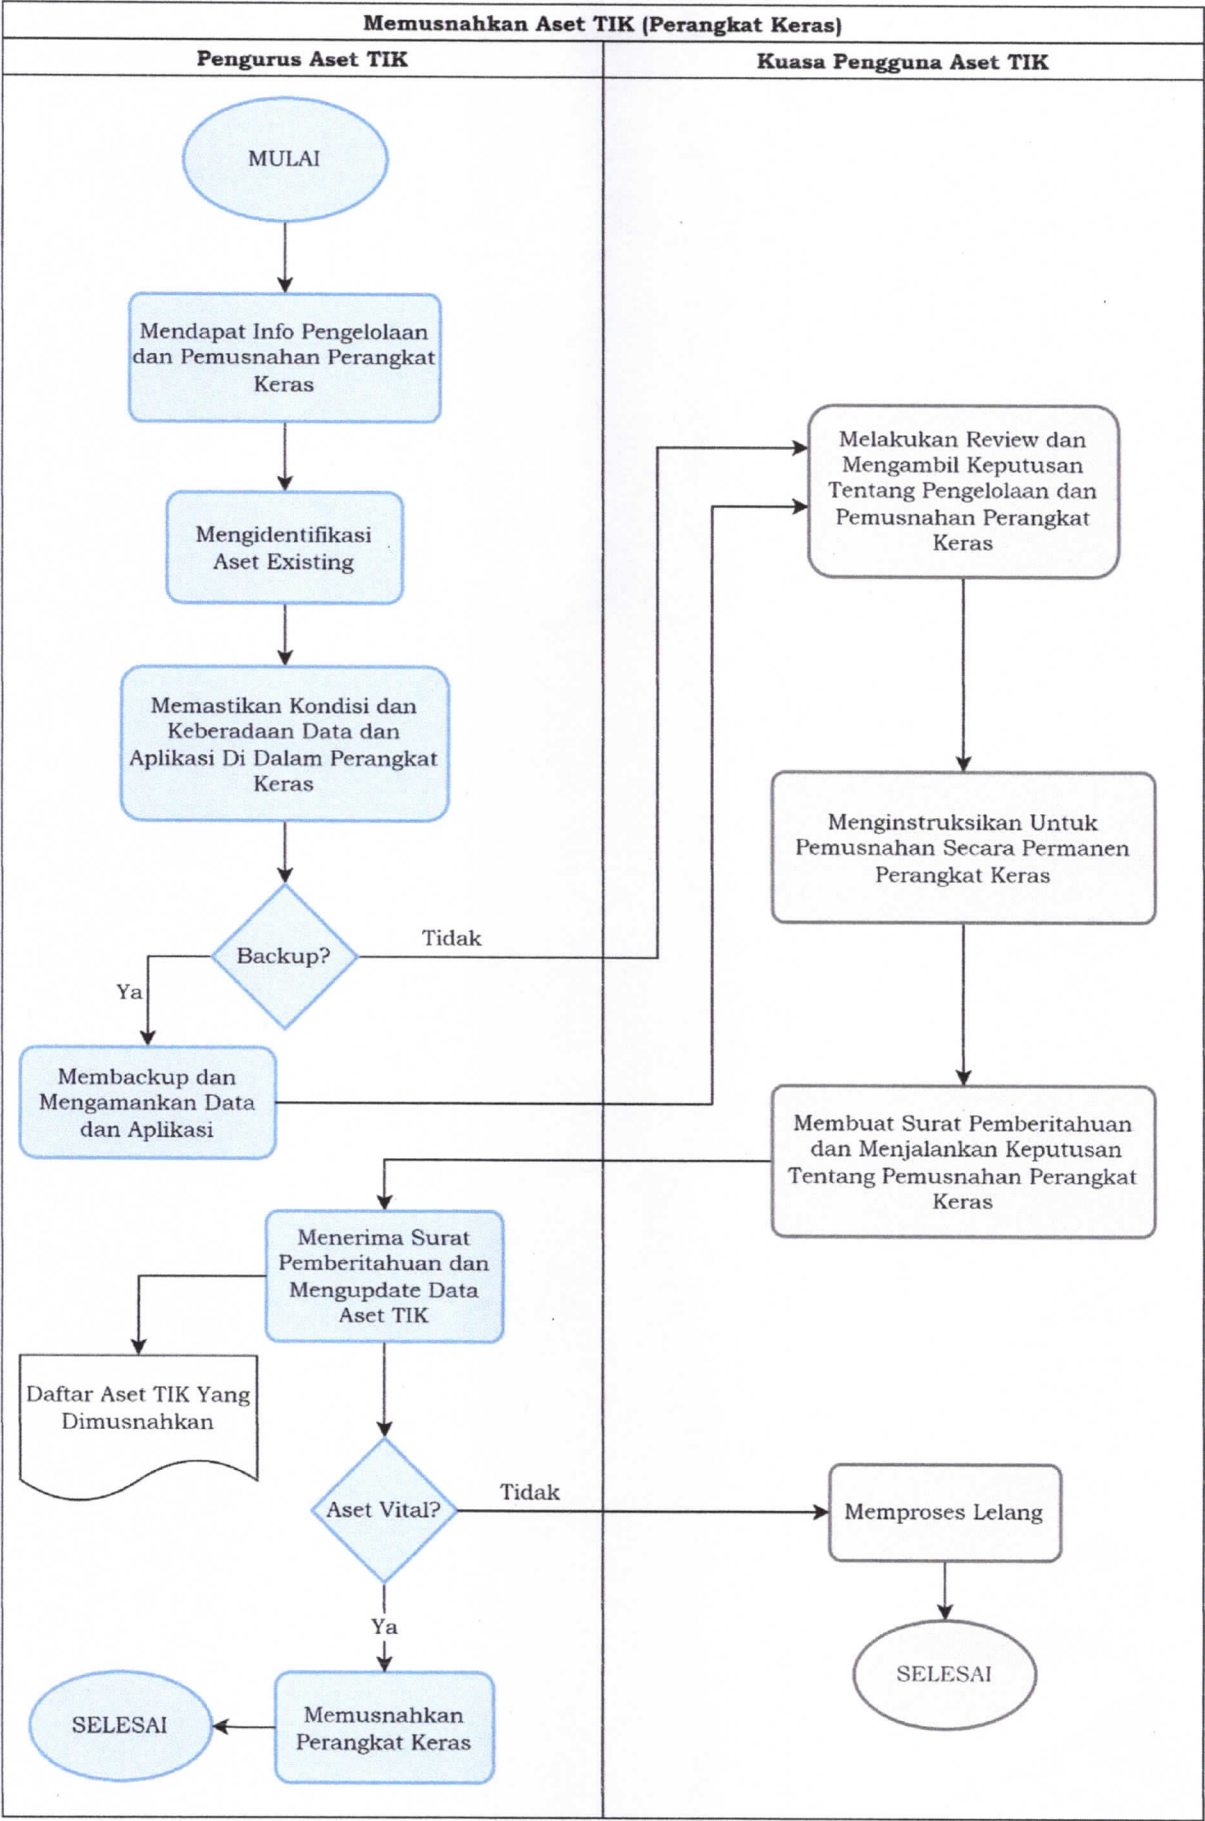 Memusnahkan Aset TIK (Perangkat Keras)
Pengurus Aset TIK
Kuasa Pengguna Aset TIK
MULAI
Mendapat Info Pengelolaan
dan Pemusnahan Perangkat
Keras
Mengidentifikasi
Aset Existing
Memastikan Kondisi dan
Keberadaan Data dan
Aplikasi Di Dalam Perangkat
Keras
Backup?
Tidak
Ya
Membackup dan
Mengamankan Data
dan Aplikasi
Melakukan Review dan
Mengambil Keputusan
Tentang Pengelolaan dan
Pemusnahan Perangkat
Keras
Menginstruksikan Untuk
Pemusnahan Secara Permanen
Perangkat Keras
Membuat Surat Pemberitahuan
dan Menjalankan Keputusan
Tentang Pemusnahan Perangkat
Keras
Menerima Surat
Pemberitahuan dan
Mengupdate Data
Aset TIK
Daftar Aset TIK Yang
Dimusnahkan
Aset Vital?
Tidak
Memproses Lelang
SELESAI
Ya
Memusnahkan
Perangkat Keras
SELESAI